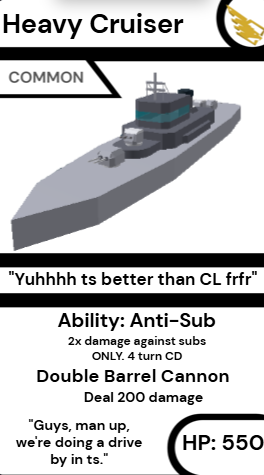 Heavy Cruiser
COMMON
"Yuhhhh ts better than CL frfr"
Ability: Anti-Sub
2x damage against subs
ONLY. 4 turn CD
Double Barrel Cannon
Deal 200 damage
"Guys, man up,
we're doing a drive
by in ts."
HP: 550